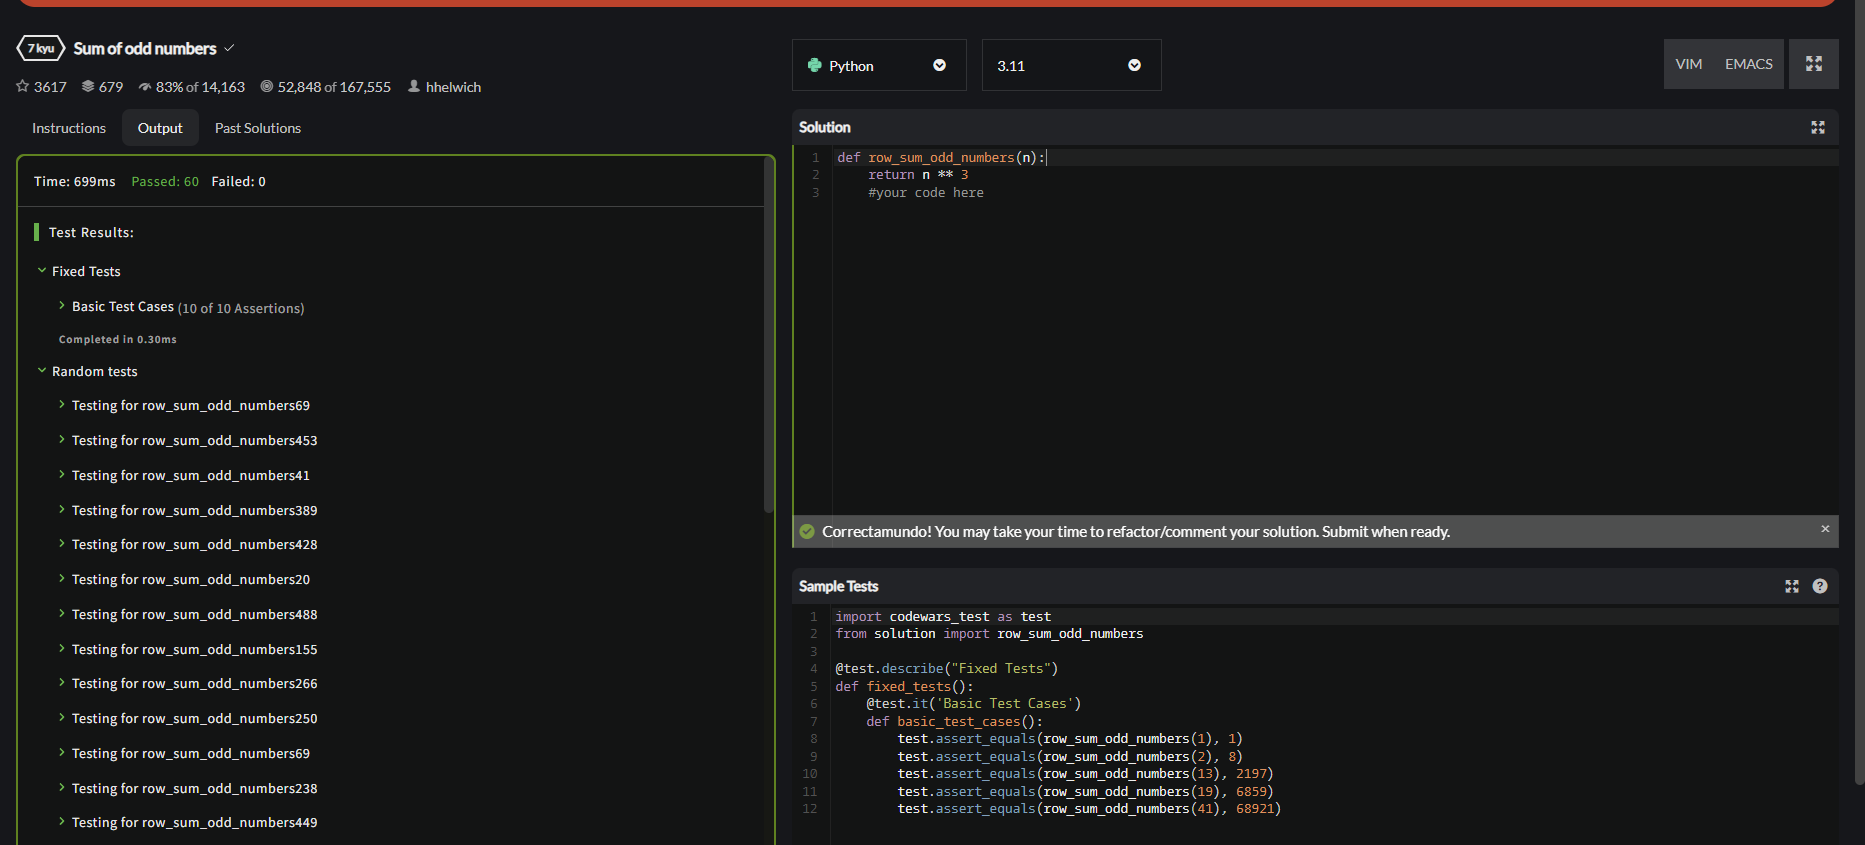 7 kyu Sum of odd numbers
3617 679 83% of 14,163 52,848 of 167,555 hhelwich
Instructions Output Past Solutions
Time: 699ms Passed: 60 Failed: 0
Test Results:
Fixed Tests
Basic Test Cases (10 of 10 Assertions)
Completed in 0.30ms
Random tests
Testing for row_sum_odd_numbers69
Testing for row_sum_odd_numbers453
Testing for row_sum_odd_numbers41
Testing for row_sum_odd_numbers389
Testing for row_sum_odd_numbers428
Testing for row_sum_odd_numbers20
Testing for row_sum_odd_numbers488
Testing for row_sum_odd_numbers155
Testing for row_sum_odd_numbers266
Testing for row_sum_odd_numbers250
Testing for row_sum_odd_numbers69
Testing for row_sum_odd_numbers238
Testing for row_sum_odd_numbers449
Python 3.11 VIM EMACS
Solution
1 def row_sum_odd_numbers(n):
2 return n ** 3
3 #your code here
Correctamundo! You may take your time to refactor/comment your solution. Submit when ready. ×
Sample Tests ?
1 import codewars_test as test
2 from solution import row_sum_odd_numbers
3
4 @test.describe("Fixed Tests")
5 def fixed_tests():
6 @test.it('Basic Test Cases')
7 def basic_test_cases():
8 test.assert_equals(row_sum_odd_numbers(1), 1)
9 test.assert_equals(row_sum_odd_numbers(2), 8)
10 test.assert_equals(row_sum_odd_numbers(13), 2197)
11 test.assert_equals(row_sum_odd_numbers(19), 6859)
12 test.assert_equals(row_sum_odd_numbers(41), 68921)